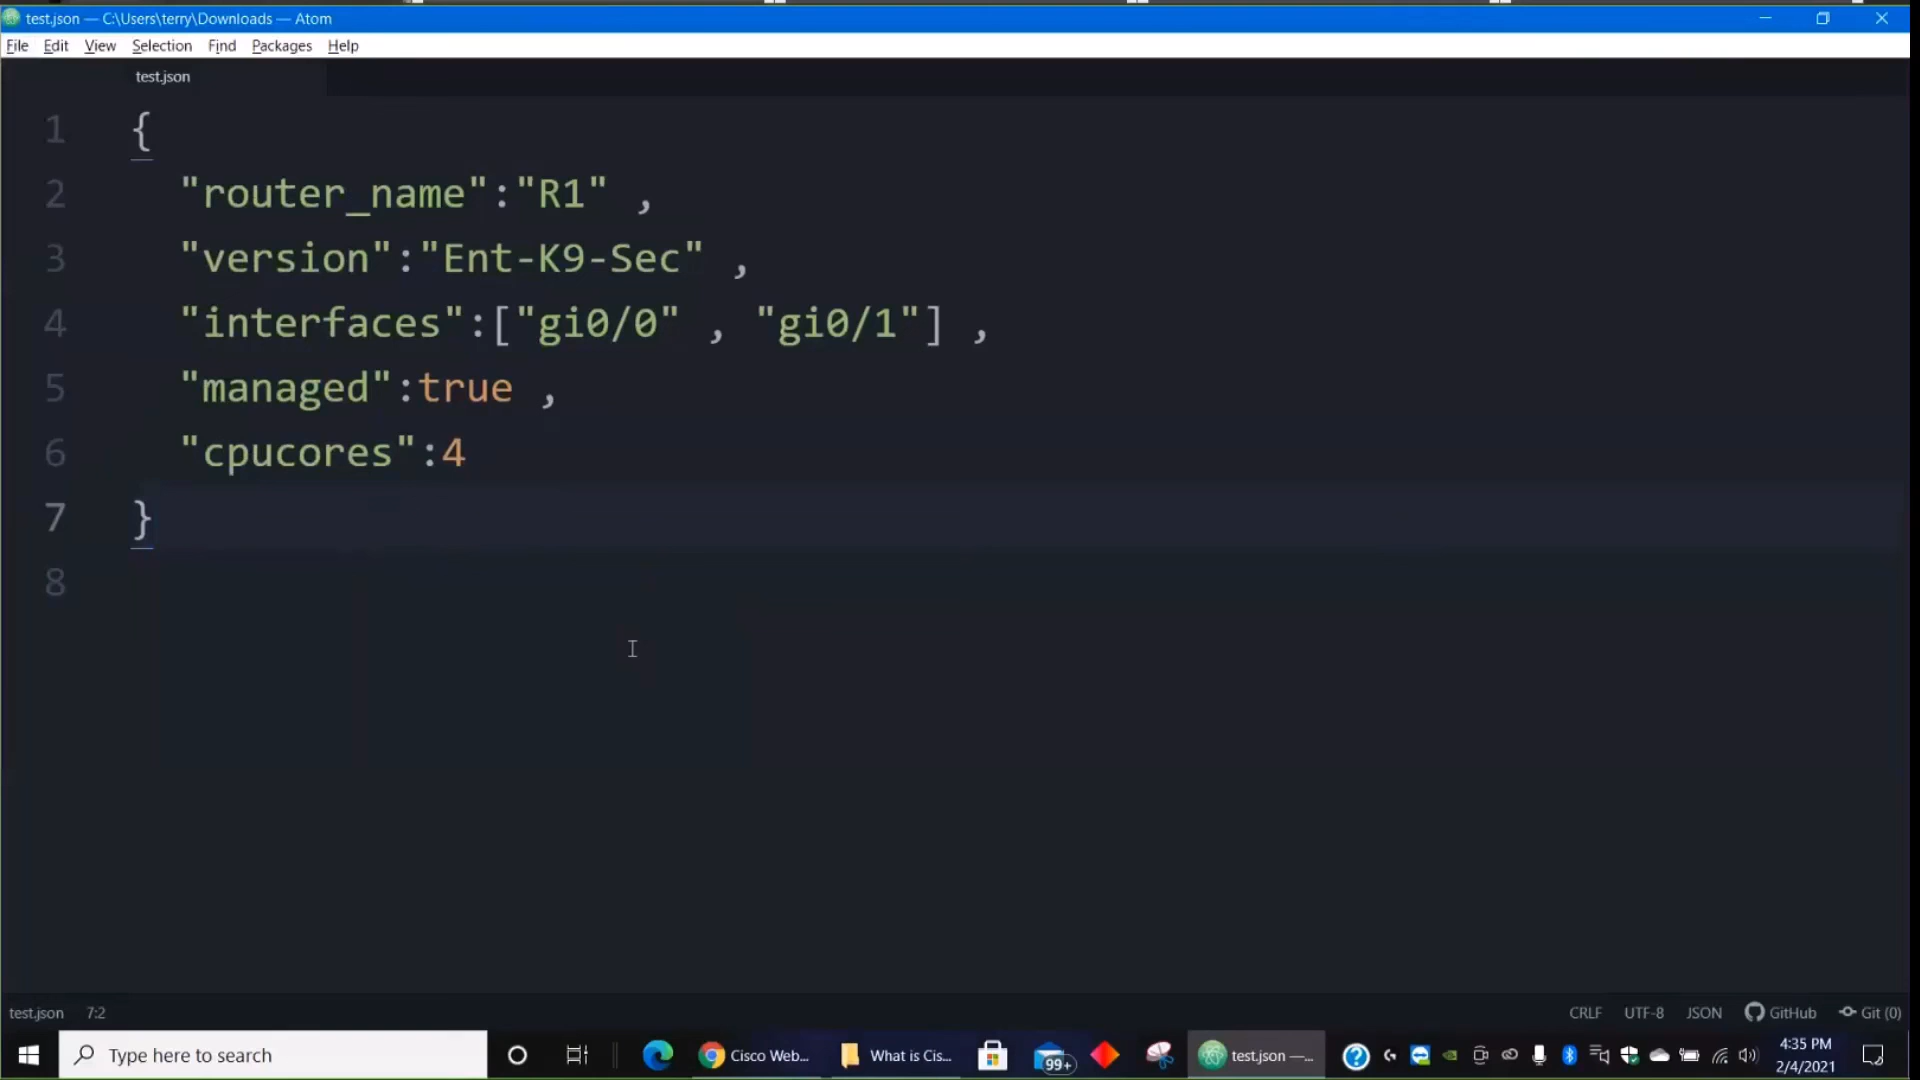 test.json — C:\Users\terry\Downloads — Atom
File Edit View Selection Find Packages Help
test.json
1 {
2 "router_name":"R1" ,
3 "version":"Ent-K9-Sec" ,
4 "interfaces":["gi0/0" , "gi0/1"] ,
5 "managed":true ,
6 "cpucores":4
7 }
8
test.json 7:2 CRLF UTF-8 JSON GitHub Git (0)
Type here to search Cisco Web... What is Cis... 99+ test.json —... 4:35 PM
2/4/2021